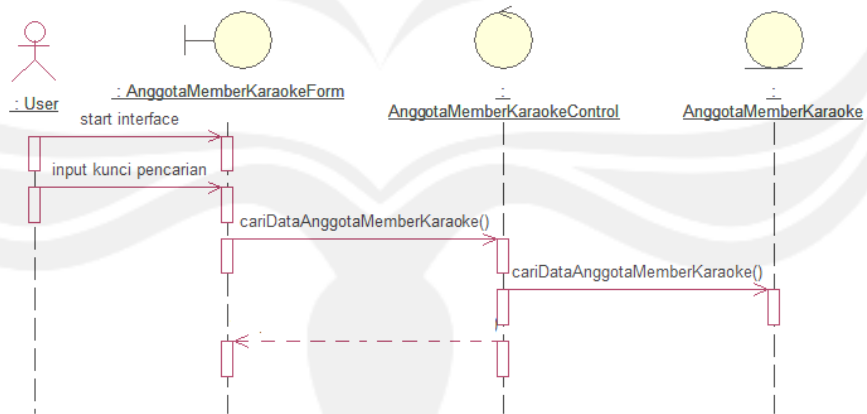 : User
: AnggotaMemberKaraokeForm
:
AnggotaMemberKaraokeControl
:
AnggotaMemberKaraoke
start interface
input kunci pencarian
cariDataAnggotaMemberKaraoke()
cariDataAnggotaMemberKaraoke()